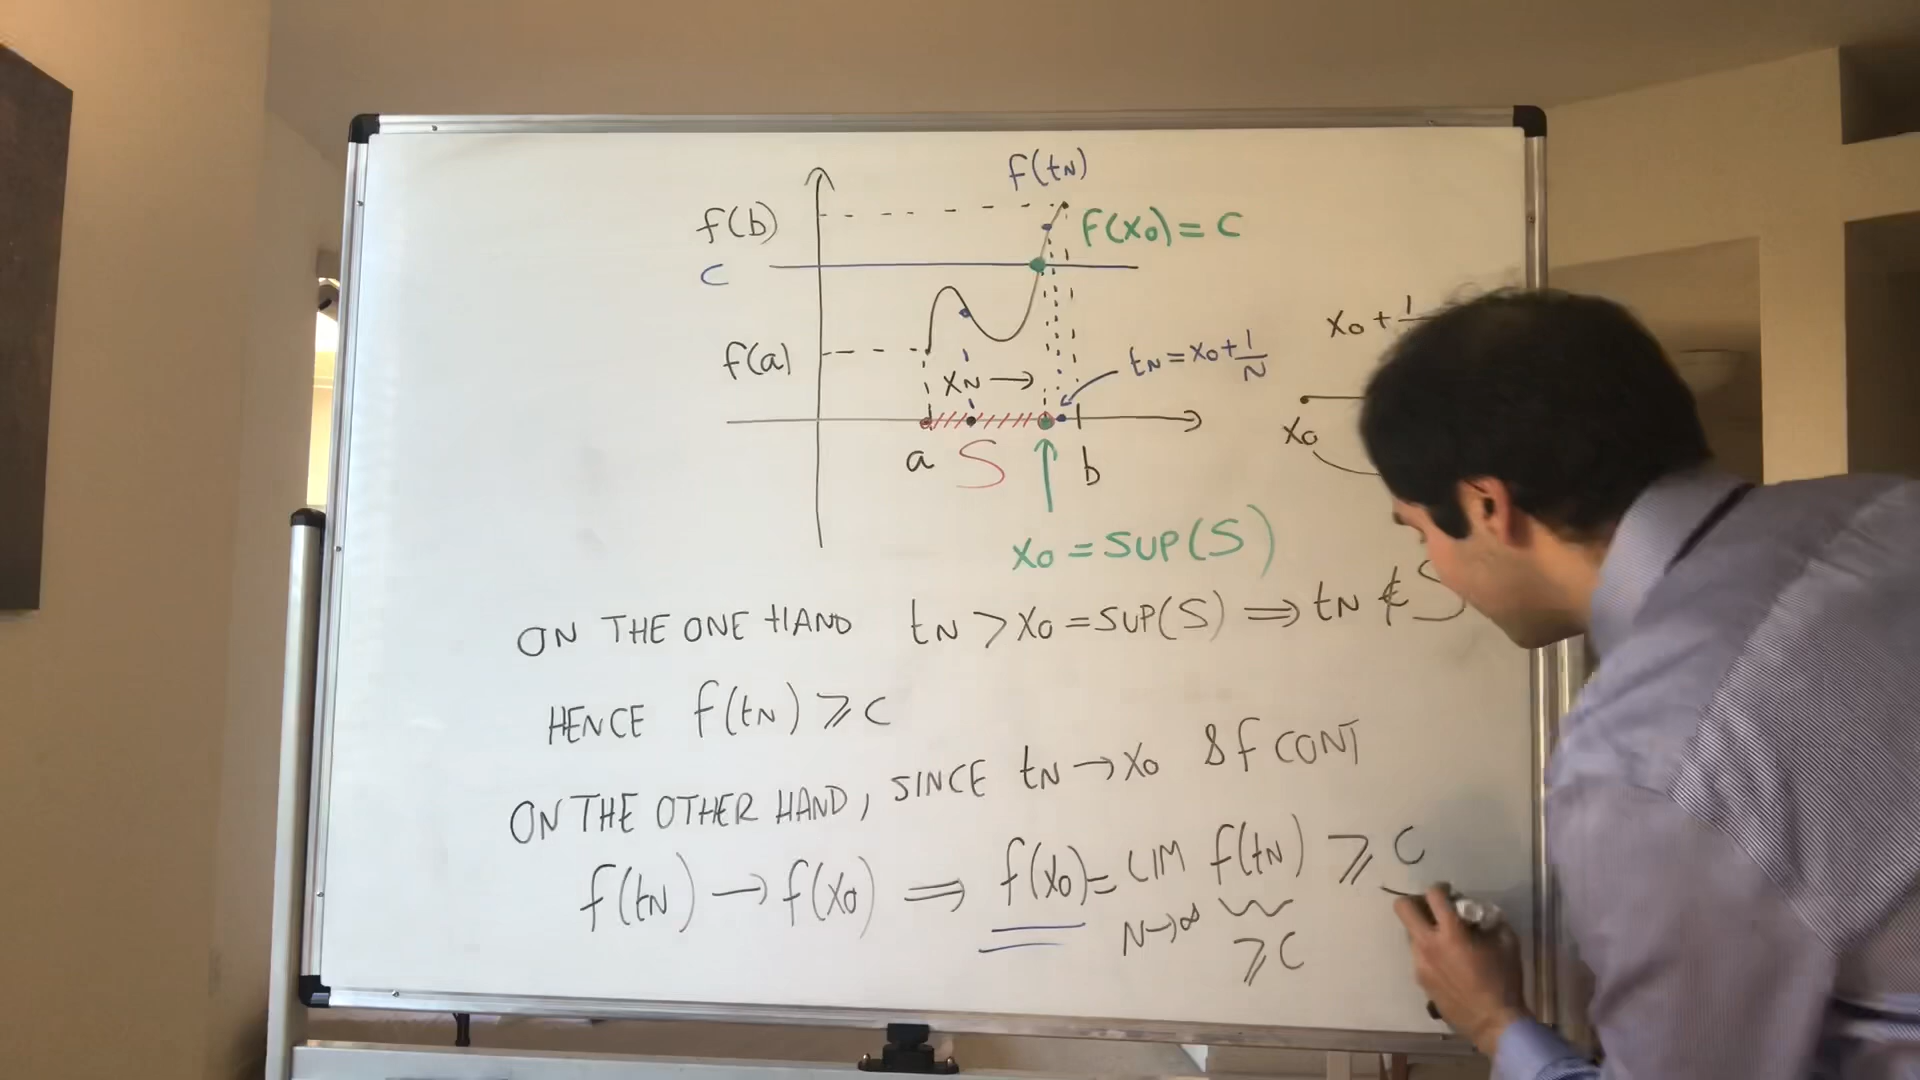 f(tN)
f(b)
f(x0) = c
c
x0 + 1
f(a)
xN →
tN = x0 + 1/N
x0
a S b
x0 = SUP(S)
ON THE ONE HAND tN > x0 = SUP(S) ⟹ tN ∉ S
HENCE f(tN) ⩾ c
ON THE OTHER HAND, SINCE tN → x0 & f CONT
f(tN) → f(x0) ⟹ f(x0) = LIM f(tN) ⩾ c
N→∞
⩾ c